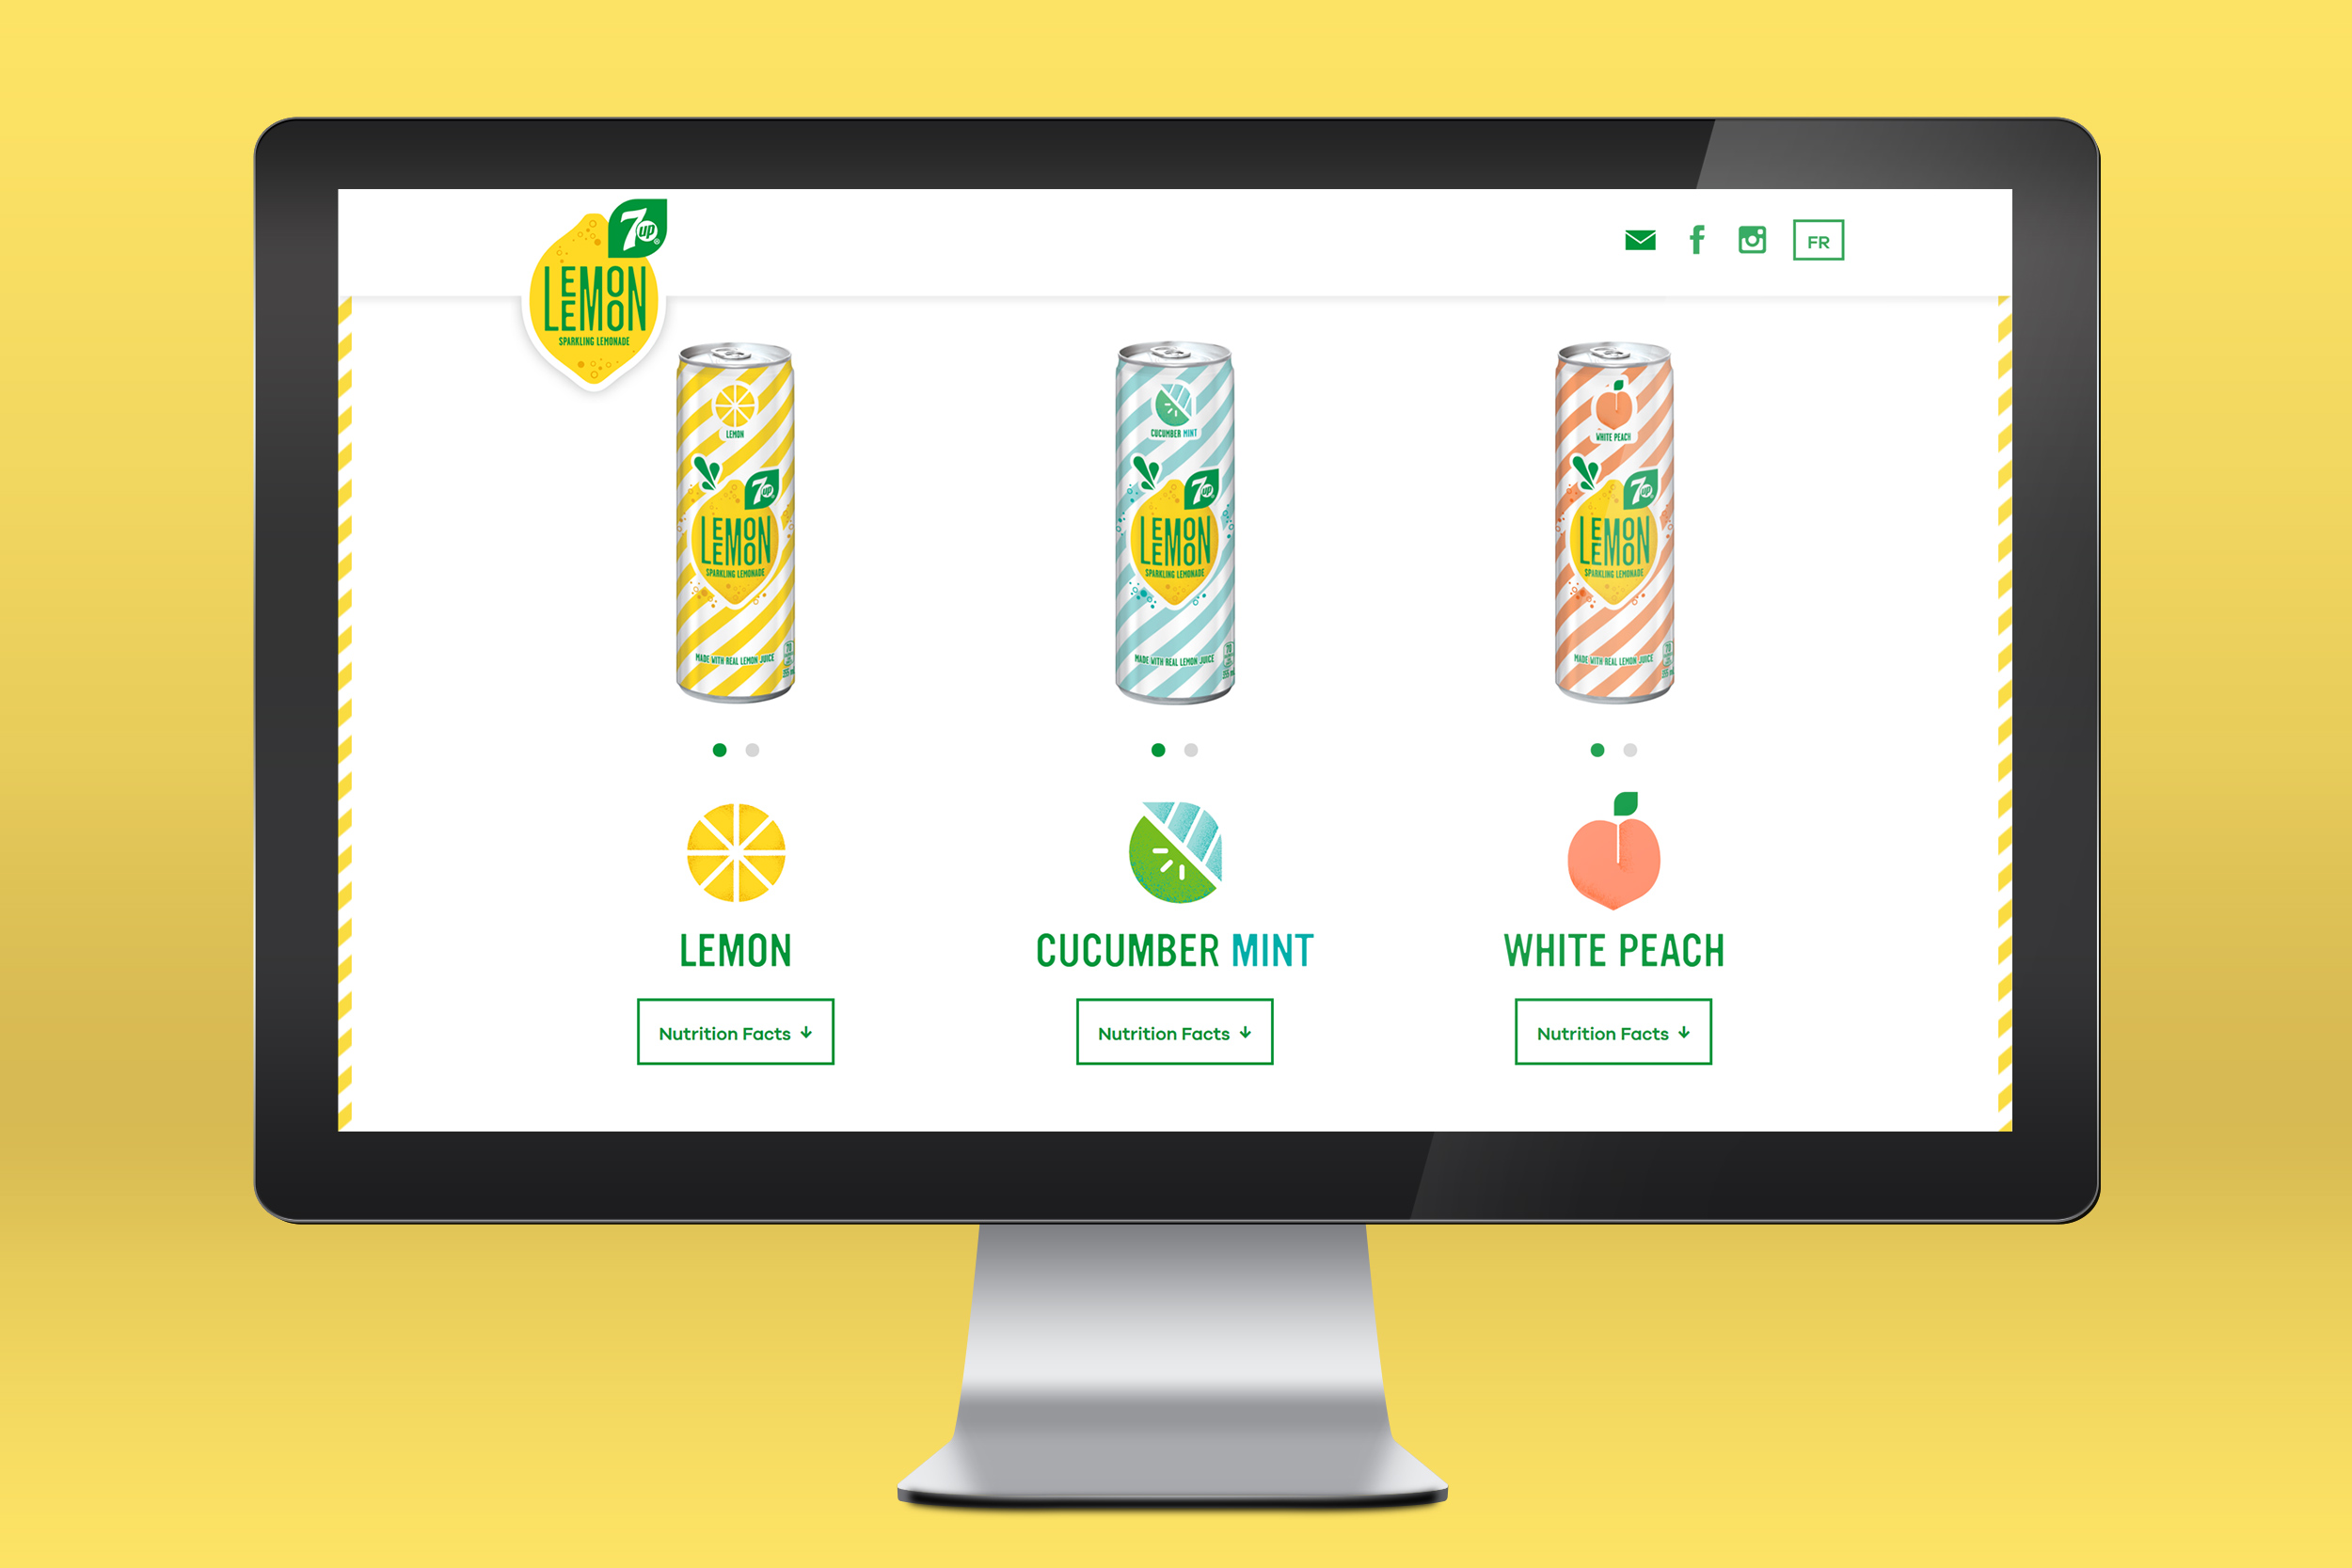 7up
LEMON
LEMON
SPARKLING LEMONADE
FR
LEMON
7up
LEMON
LEMON
SPARKLING LEMONADE
MADE WITH REAL LEMON JUICE
CUCUMBER MINT
7up
LEMON
LEMON
SPARKLING LEMONADE
MADE WITH REAL LEMON JUICE
WHITE PEACH
7up
LEMON
LEMON
SPARKLING LEMONADE
MADE WITH REAL LEMON JUICE
LEMON
CUCUMBER MINT
WHITE PEACH
Nutrition Facts ↓
Nutrition Facts ↓
Nutrition Facts ↓